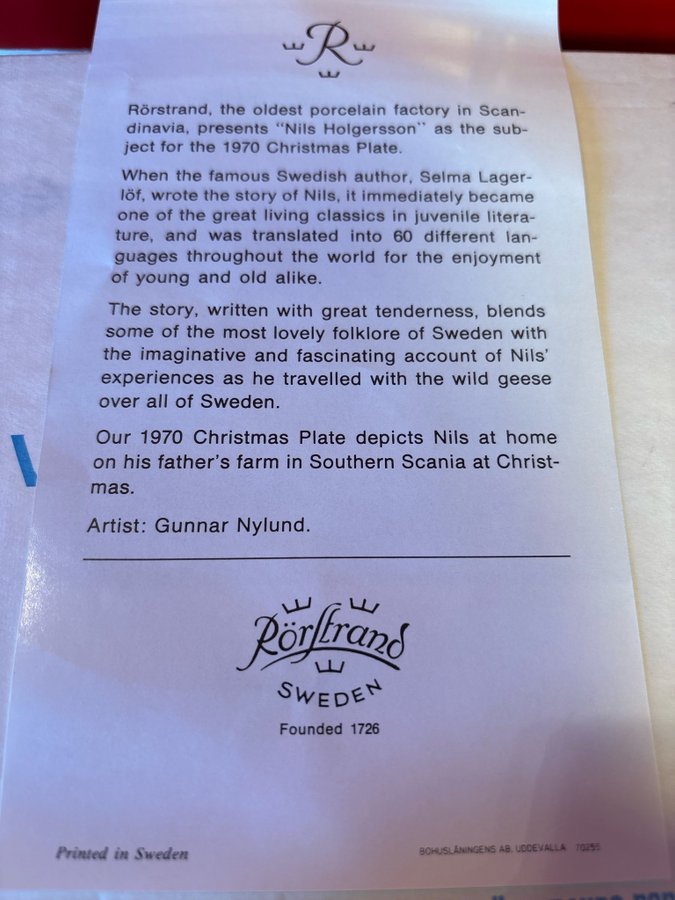 R
Rörstrand, the oldest porcelain factory in Scan-
dinavia, presents "Nils Holgersson" as the sub-
ject for the 1970 Christmas Plate.
When the famous Swedish author, Selma Lager-
löf, wrote the story of Nils, it immediately became
one of the great living classics in juvenile litera-
ture, and was translated into 60 different lan-
guages throughout the world for the enjoyment
of young and old alike.
The story, written with great tenderness, blends
some of the most lovely folklore of Sweden with
the imaginative and fascinating account of Nils'
experiences as he travelled with the wild geese
over all of Sweden.
Our 1970 Christmas Plate depicts Nils at home
on his father's farm in Southern Scania at Christ-
mas.
Artist: Gunnar Nylund.
Rörstrand
SWEDEN
Founded 1726
Printed in Sweden
BOHUSLÄNINGENS AB, UDDEVALLA 70255